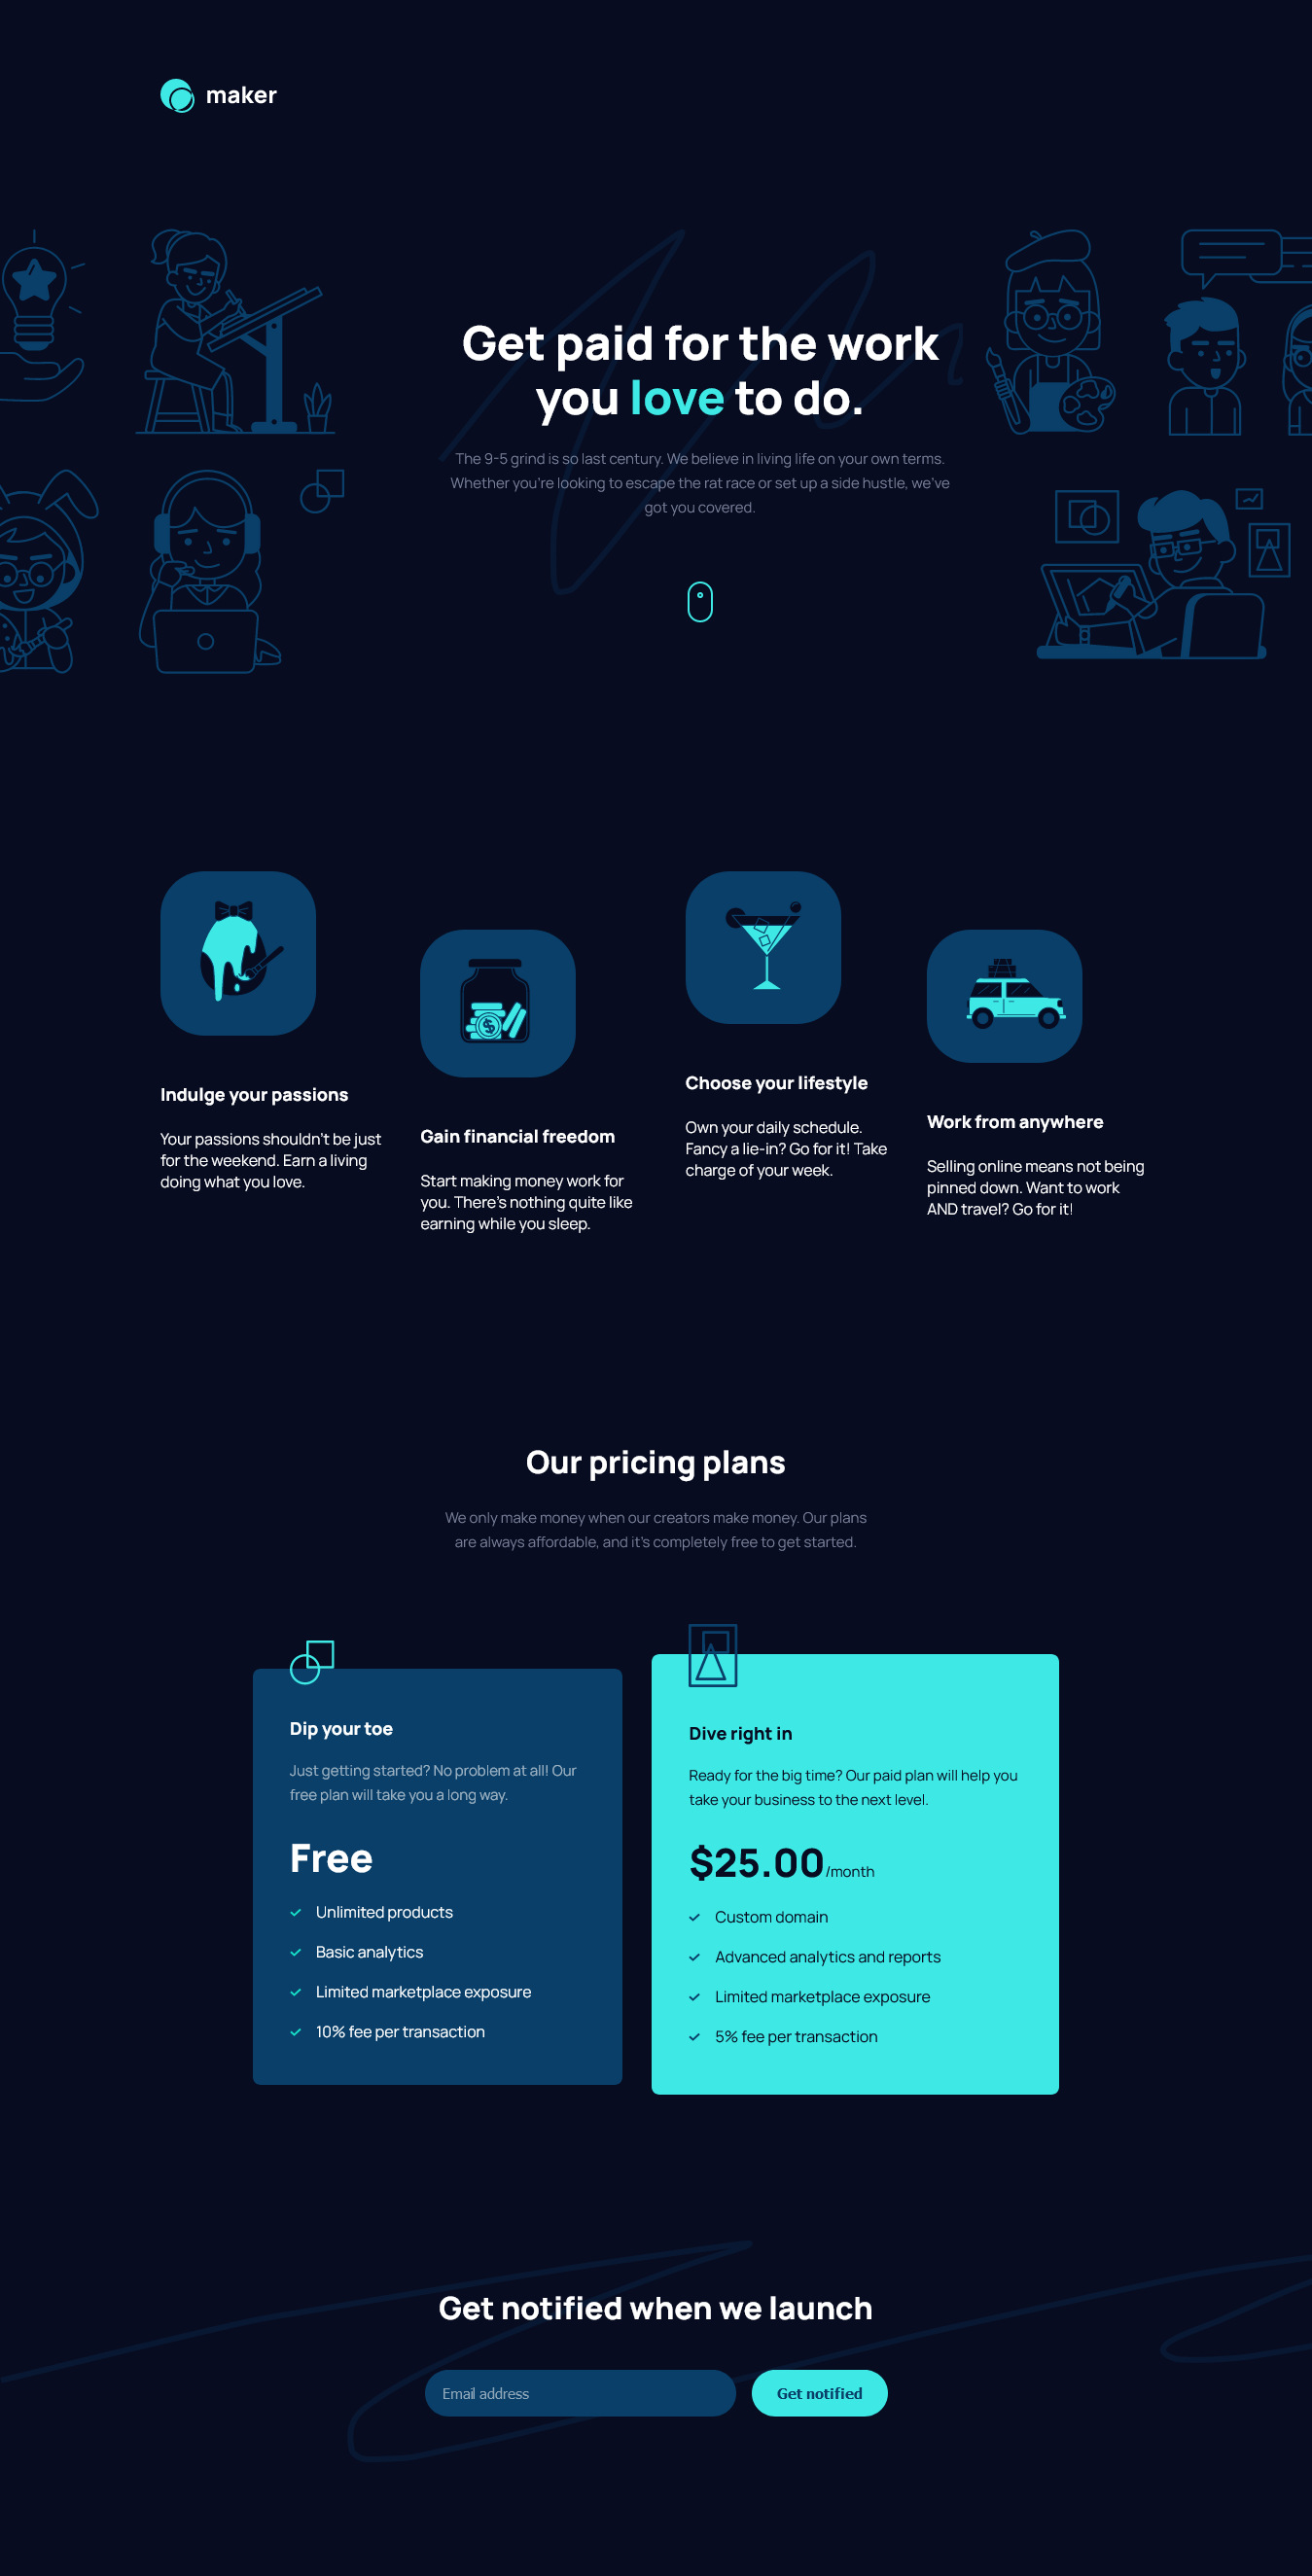 maker
Get paid for the work
you love to do.
The 9-5 grind is so last century. We believe in living life on your own terms.
Whether you're looking to escape the rat race or set up a side hustle, we've
got you covered.
Indulge your passions
Your passions shouldn't be just
for the weekend. Earn a living
doing what you love.
Gain financial freedom
Start making money work for
you. There's nothing quite like
earning while you sleep.
Choose your lifestyle
Own your daily schedule.
Fancy a lie-in? Go for it! Take
charge of your week.
Work from anywhere
Selling online means not being
pinned down. Want to work
AND travel? Go for it!
Our pricing plans
We only make money when our creators make money. Our plans
are always affordable, and it's completely free to get started.
Dip your toe
Just getting started? No problem at all! Our
free plan will take you a long way.
Free
Unlimited products
Basic analytics
Limited marketplace exposure
10% fee per transaction
Dive right in
Ready for the big time? Our paid plan will help you
take your business to the next level.
$25.00/month
Custom domain
Advanced analytics and reports
Limited marketplace exposure
5% fee per transaction
Get notified when we launch
Email address
Get notified